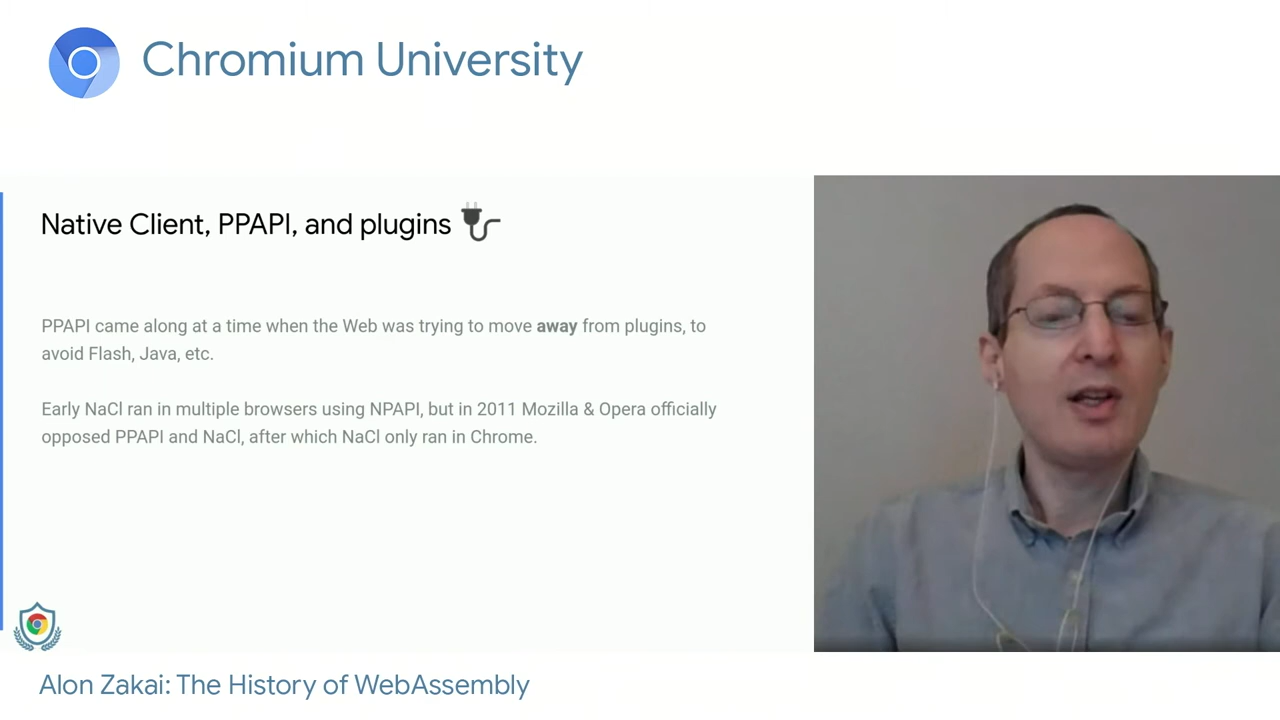 Chromium University
Native Client, PPAPI, and plugins
PPAPI came along at a time when the Web was trying to move away from plugins, to
avoid Flash, Java, etc.
Early NaCl ran in multiple browsers using NPAPI, but in 2011 Mozilla & Opera officially
opposed PPAPI and NaCl, after which NaCl only ran in Chrome.
Alon Zakai: The History of WebAssembly